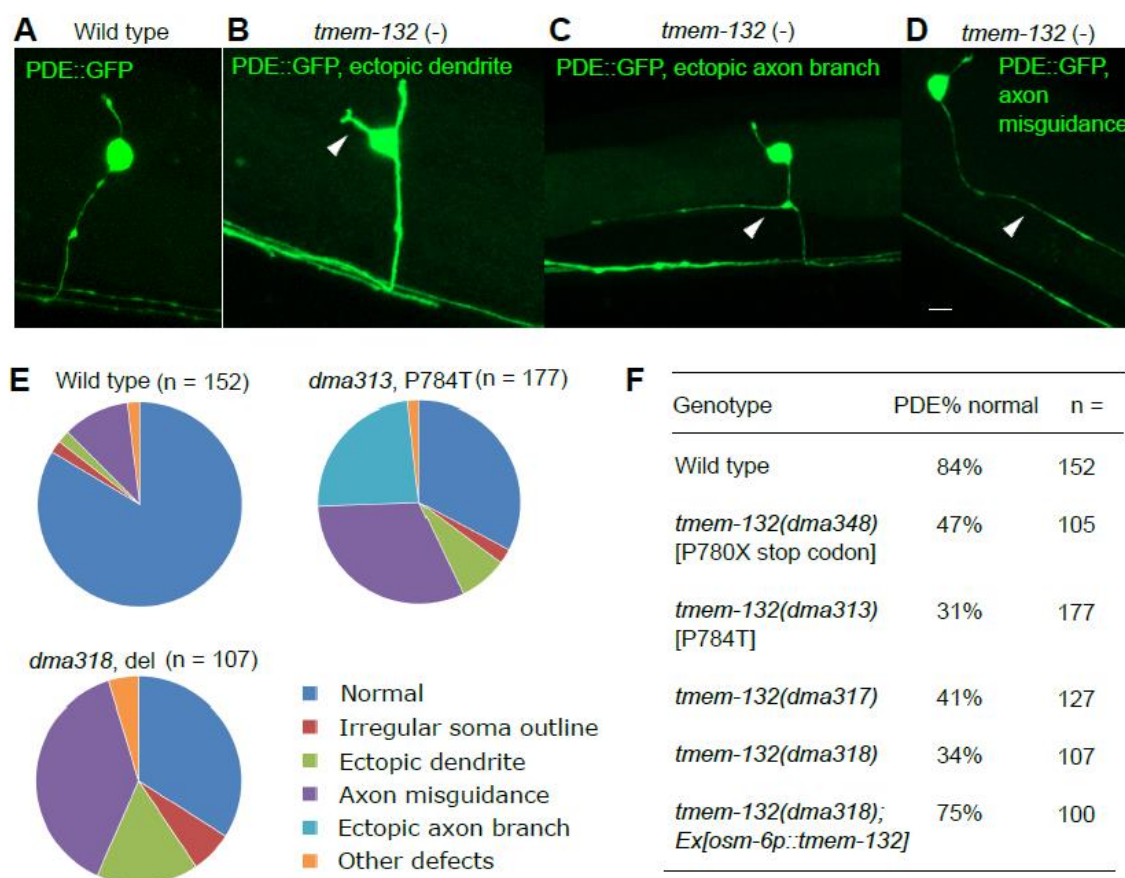 A Wild type
PDE::GFP
B tmem-132 (-)
PDE::GFP, ectopic dendrite
C tmem-132 (-)
PDE::GFP, ectopic axon branch
D tmem-132 (-)
PDE::GFP,
axon
misguidance
E Wild type (n = 152)
dma313, P784T (n = 177)
dma318, del (n = 107)
Normal
Irregular soma outline
Ectopic dendrite
Axon misguidance
Ectopic axon branch
Other defects
F
Genotype PDE% normal n =
Wild type 84% 152
tmem-132(dma348) 47% 105
[P780X stop codon]
tmem-132(dma313) 31% 177
[P784T]
tmem-132(dma317) 41% 127
tmem-132(dma318) 34% 107
tmem-132(dma318); 75% 100
Ex[osm-6p::tmem-132]